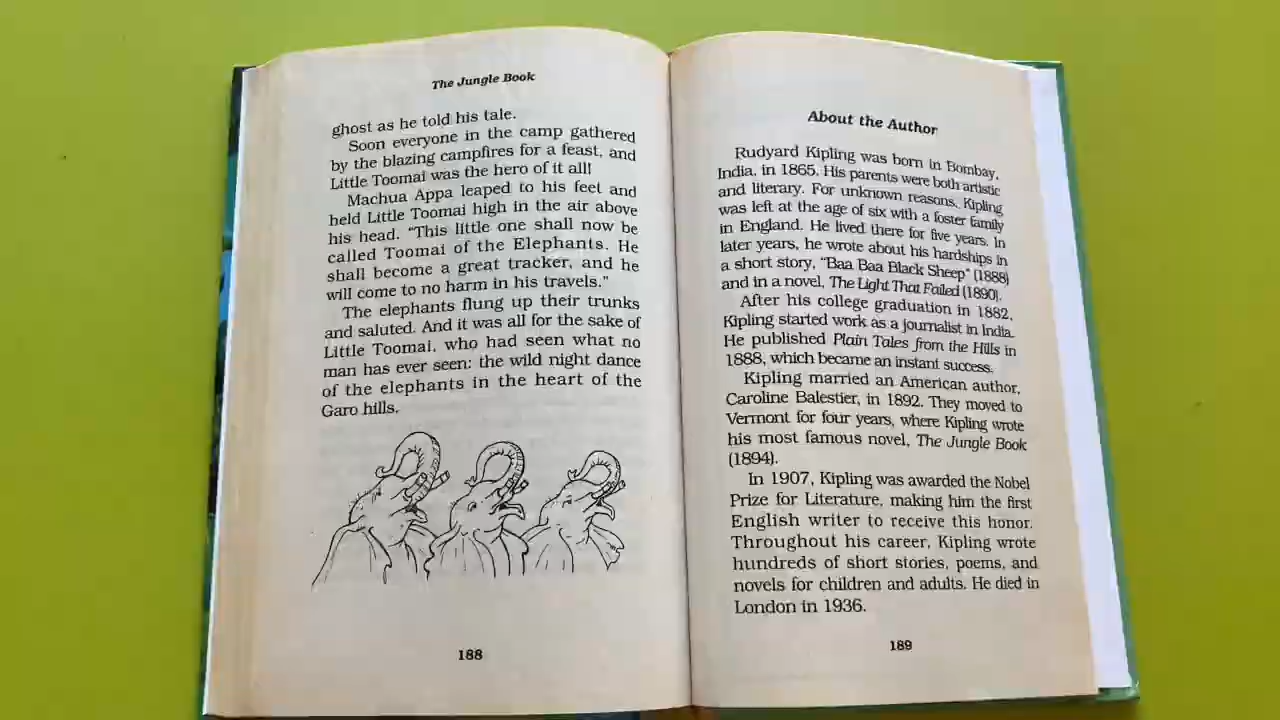 The Jungle Book
ghost as he told his tale.
Soon everyone in the camp gathered
by the blazing campfires for a feast, and
Little Toomai was the hero of it all!
Machua Appa leaped to his feet and
held Little Toomai high in the air above
his head. “This little one shall now be
called Toomai of the Elephants. He
shall become a great tracker, and he
will come to no harm in his travels.”
The elephants flung up their trunks
and saluted. And it was all for the sake of
Little Toomai, who had seen what no
man has ever seen: the wild night dance
of the elephants in the heart of the
Garo hills.
188
About the Author
Rudyard Kipling was born in Bombay,
India, in 1865. His parents were both artistic
and literary. For unknown reasons, Kipling
was left at the age of six with a foster family
in England. He lived there for five years. In
later years, he wrote about his hardships in
a short story, “Baa Baa Black Sheep” (1888)
and in a novel, The Light That Failed (1890).
After his college graduation in 1882,
Kipling started work as a journalist in India.
He published Plain Tales from the Hills in
1888, which became an instant success.
Kipling married an American author,
Caroline Balestier, in 1892. They moved to
Vermont for four years, where Kipling wrote
his most famous novel, The Jungle Book
(1894).
In 1907, Kipling was awarded the Nobel
Prize for Literature, making him the first
English writer to receive this honor.
Throughout his career, Kipling wrote
hundreds of short stories, poems, and
novels for children and adults. He died in
London in 1936.
189